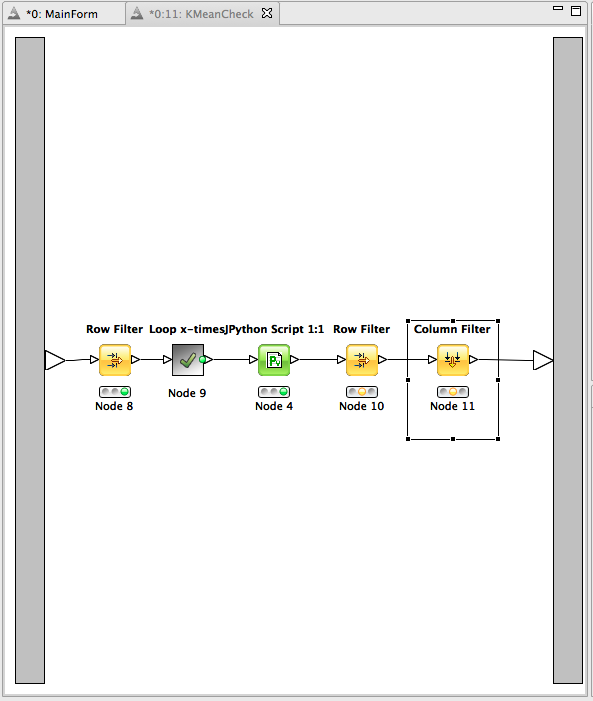 *0: MainForm
*0:11: KMeanCheck
Row Filter Loop x-times JPython Script 1:1 Row Filter Column Filter
Node 8 Node 9 Node 4 Node 10 Node 11